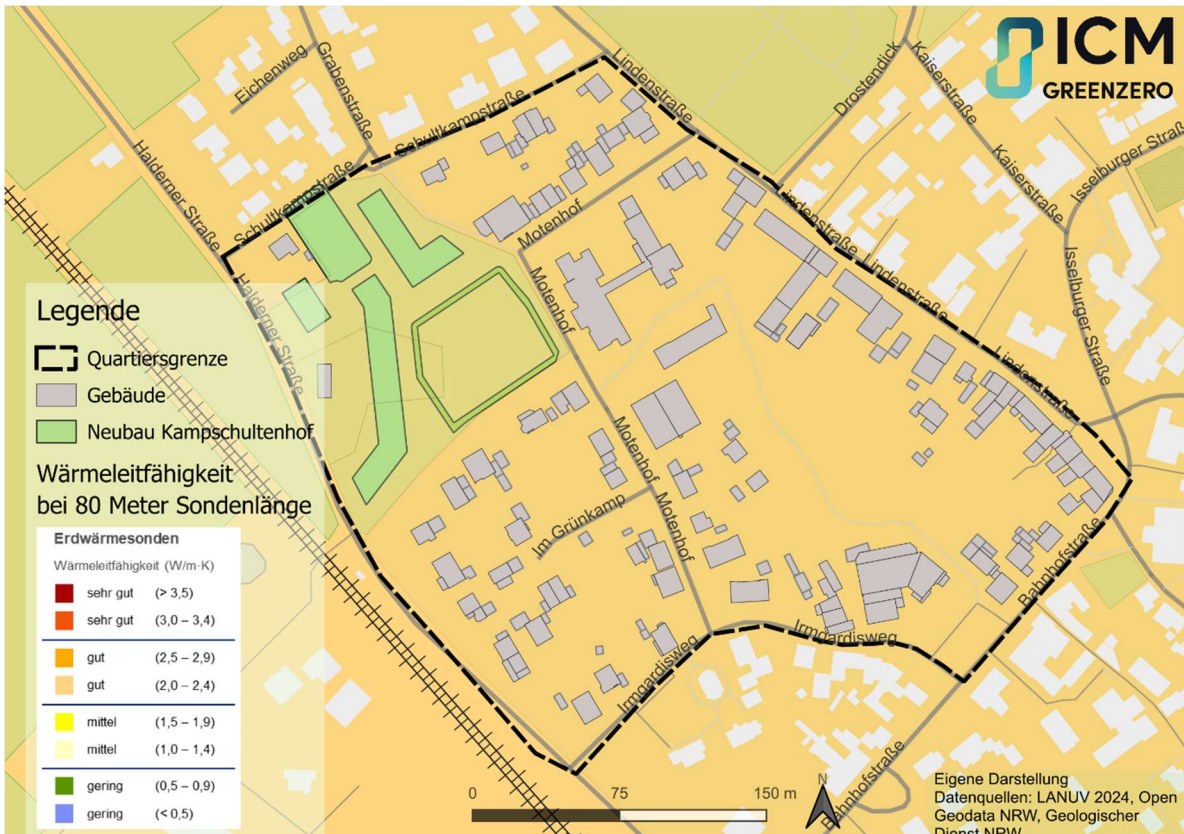 ICM
GREENZERO
Eichenweg
Grabenstraße
Lindenstraße
Drostendick
Kaiserstraße
Kaiserstraße
Isselburger Straße
Halderner Straße
Schultkampstraße
Schultkampstraße
Motenhof
Lindenstraße
Lindenstraße
Isselburger Straße
Halderner Straße
Motenhof
Lindenstraße
Motenhof
Motenhof
Im Grünkamp
Bahnhofstraße
Irmgardisweg
Irmgardisweg
Bahnhofstraße
Legende
Quartiersgrenze
Gebäude
Neubau Kampschultenhof
Wärmeleitfähigkeit
bei 80 Meter Sondenlänge
Erdwärmesonden
Wärmeleitfähigkeit (W/m·K)
sehr gut (> 3,5)
sehr gut (3,0 – 3,4)
gut (2,5 – 2,9)
gut (2,0 – 2,4)
mittel (1,5 – 1,9)
mittel (1,0 – 1,4)
gering (0,5 – 0,9)
gering (< 0,5)
0 75 150 m
N
Eigene Darstellung
Datenquellen: LANUV 2024, Open
Geodata NRW, Geologischer
Dienst NRW